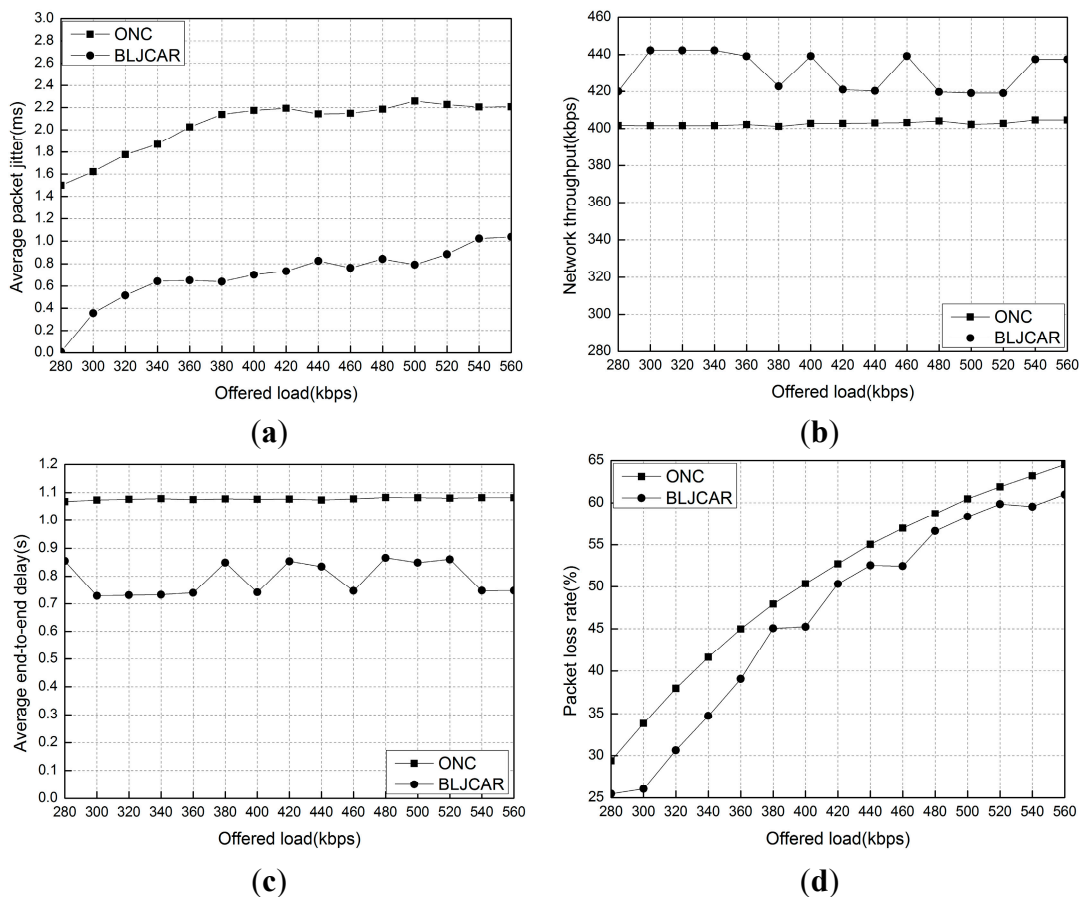 3.0
2.8
2.6
2.4
2.2
2.0
1.8
1.6
1.4
1.2
1.0
0.8
0.6
0.4
0.2
0.0
Average packet jitter(ms)
ONC
BLJCAR
280 300 320 340 360 380 400 420 440 460 480 500 520 540 560
Offered load(kbps)
(a)
460
440
420
400
380
360
340
320
300
280
Network throughput(kbps)
ONC
BLJCAR
280 300 320 340 360 380 400 420 440 460 480 500 520 540 560
Offered load(kbps)
(b)
1.2
1.1
1.0
0.9
0.8
0.7
0.6
0.5
0.4
0.3
0.2
0.1
0.0
Average end-to-end delay(s)
ONC
BLJCAR
280 300 320 340 360 380 400 420 440 460 480 500 520 540 560
Offered load(kbps)
(c)
65
60
55
50
45
40
35
30
25
Packet loss rate(%)
ONC
BLJCAR
280 300 320 340 360 380 400 420 440 460 480 500 520 540 560
Offered load(kbps)
(d)